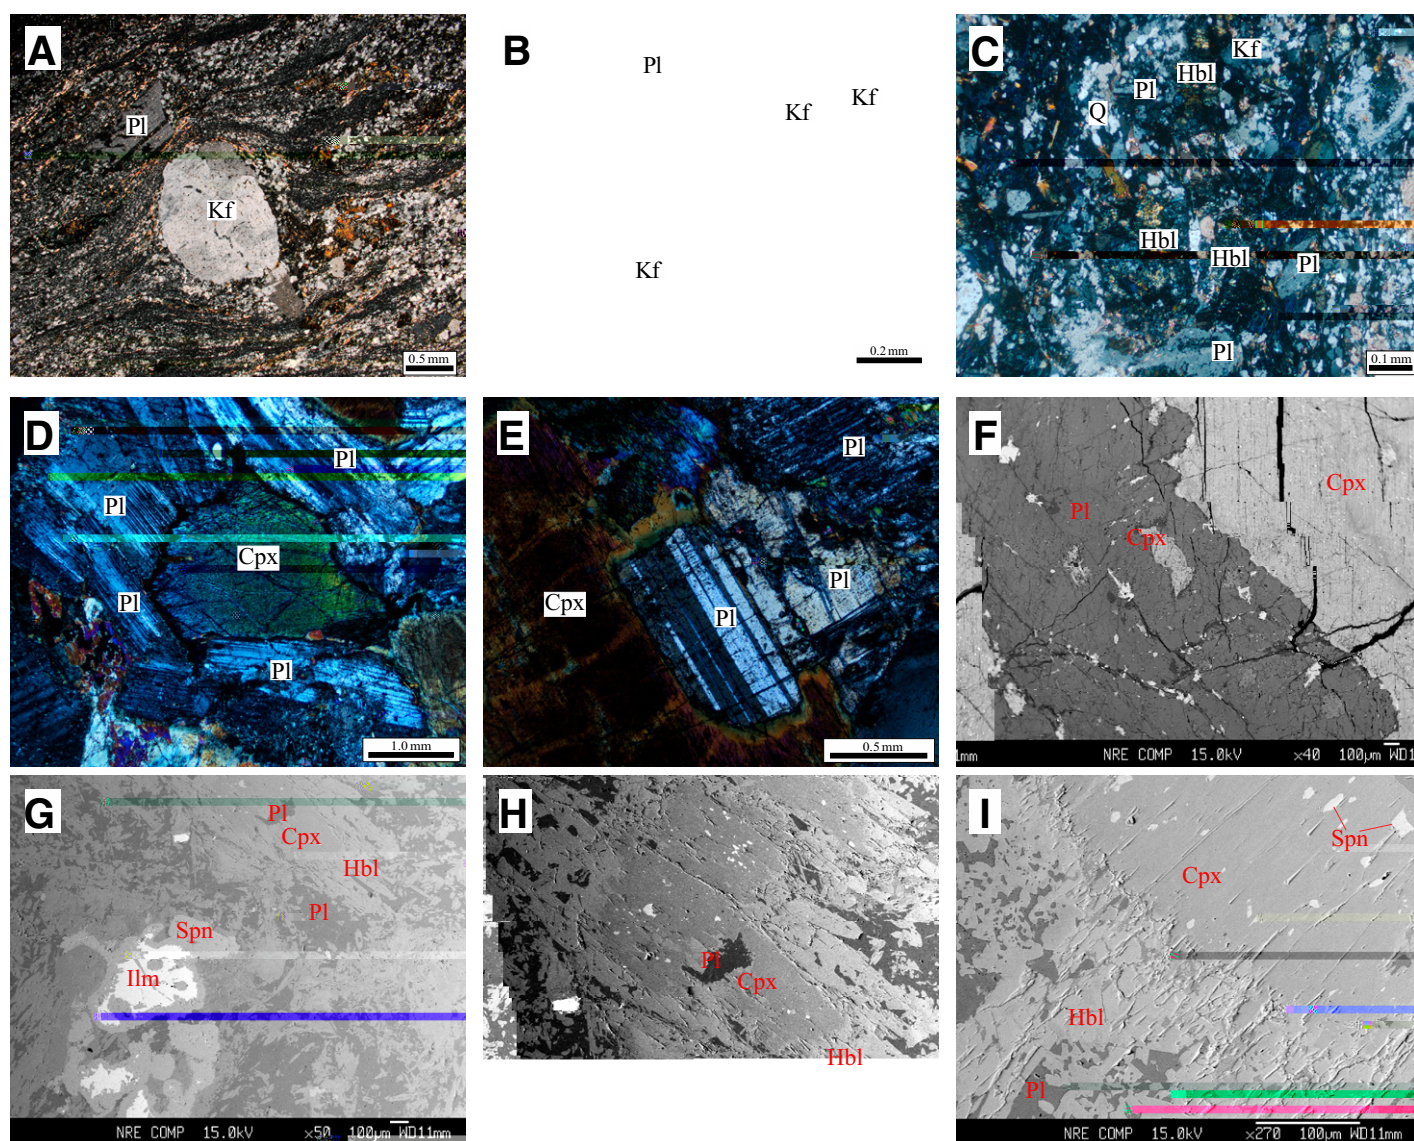 A
Pl
Kf
0.5 mm
B
Pl
Kf
Kf
Kf
0.2 mm
C
Kf
Hbl
Pl
Q
Hbl
Hbl
Pl
Pl
0.1 mm
D
Pl
Pl
Cpx
Pl
Pl
1.0 mm
E
Pl
Pl
Cpx
Pl
0.5 mm
F
Cpx
Pl
Cpx
1mm NRE COMP 15.0kV ×40 100μm WD1
G
Pl
Cpx
Hbl
Pl
Spn
Ilm
NRE COMP 15.0kV ×50 100μm WD11mm
H
Pl
Cpx
Hbl
I
Spn
Cpx
Hbl
Pl
NRE COMP 15.0kV ×270 100μm WD11mm